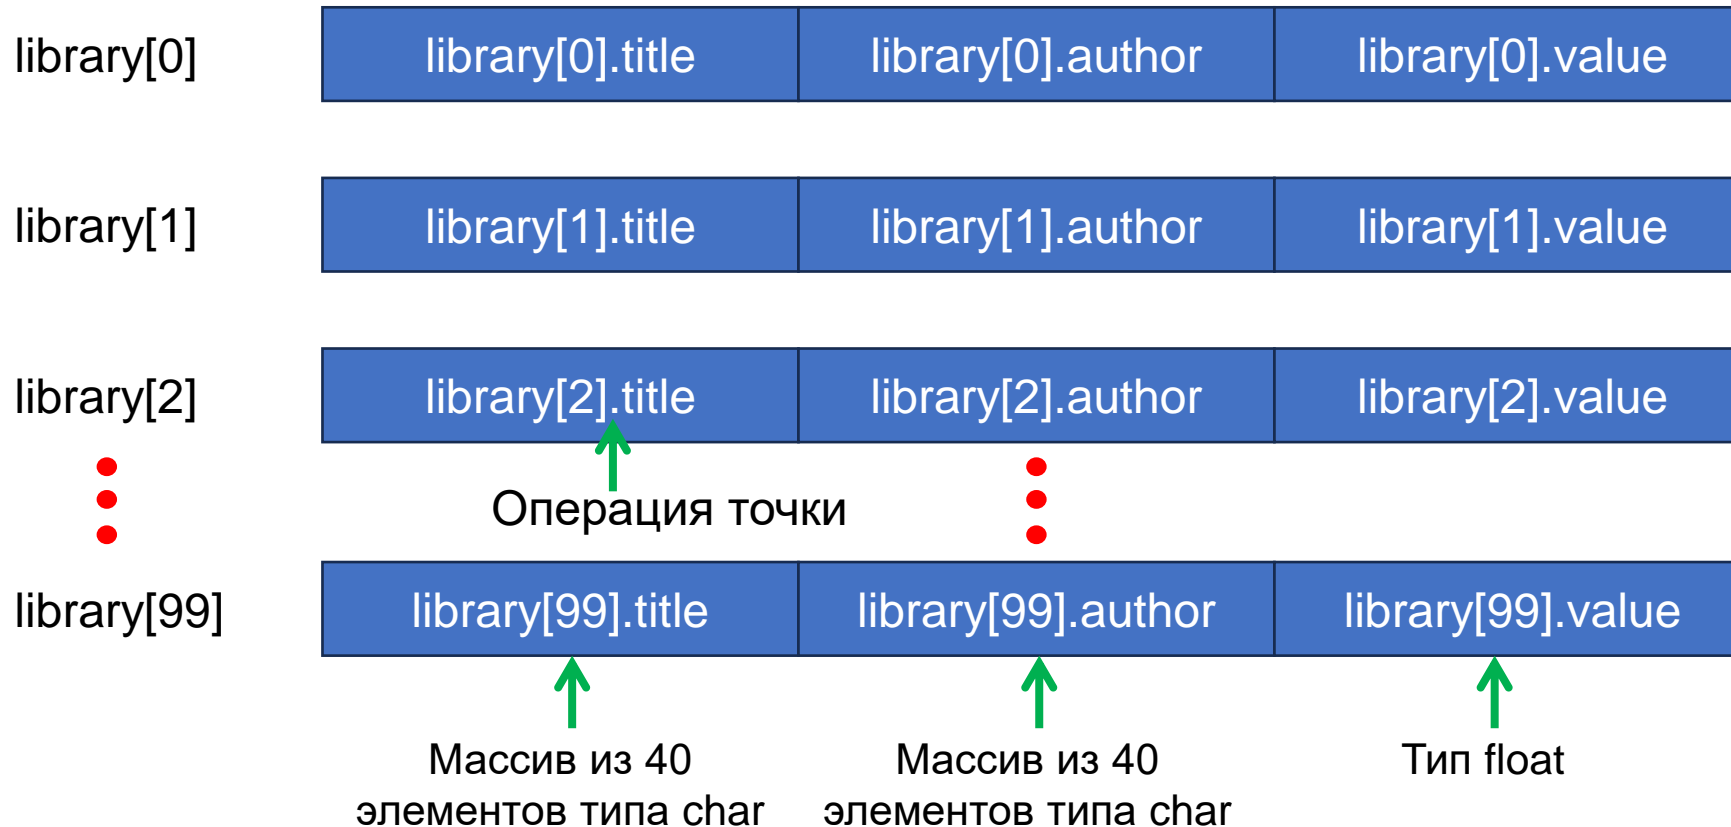 library[0] library[0].title library[0].author library[0].value
library[1] library[1].title library[1].author library[1].value
library[2] library[2].title library[2].author library[2].value
Операция точки
library[99] library[99].title library[99].author library[99].value
Массив из 40 Массив из 40 Тип float
элементов типа char элементов типа char